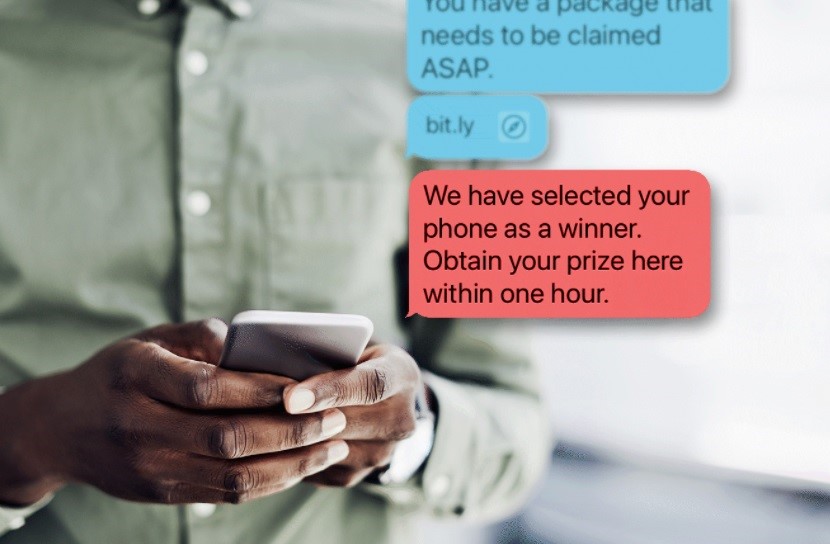 You have a package that
needs to be claimed
ASAP.
bit.ly
We have selected your
phone as a winner.
Obtain your prize here
within one hour.